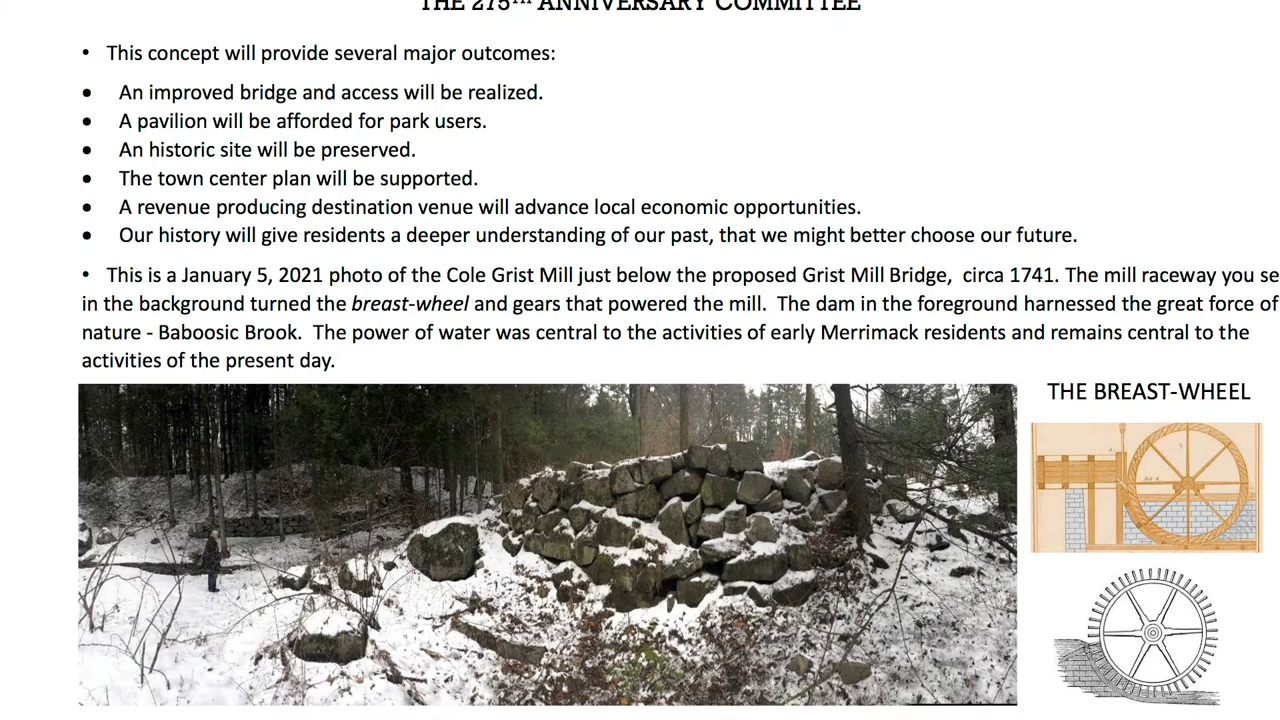 THE 275TH ANNIVERSARY COMMITTEE
• This concept will provide several major outcomes:
• An improved bridge and access will be realized.
• A pavilion will be afforded for park users.
• An historic site will be preserved.
• The town center plan will be supported.
• A revenue producing destination venue will advance local economic opportunities.
• Our history will give residents a deeper understanding of our past, that we might better choose our future.
• This is a January 5, 2021 photo of the Cole Grist Mill just below the proposed Grist Mill Bridge, circa 1741. The mill raceway you se
in the background turned the breast-wheel and gears that powered the mill. The dam in the foreground harnessed the great force of
nature - Baboosic Brook. The power of water was central to the activities of early Merrimack residents and remains central to the
activities of the present day.
THE BREAST-WHEEL